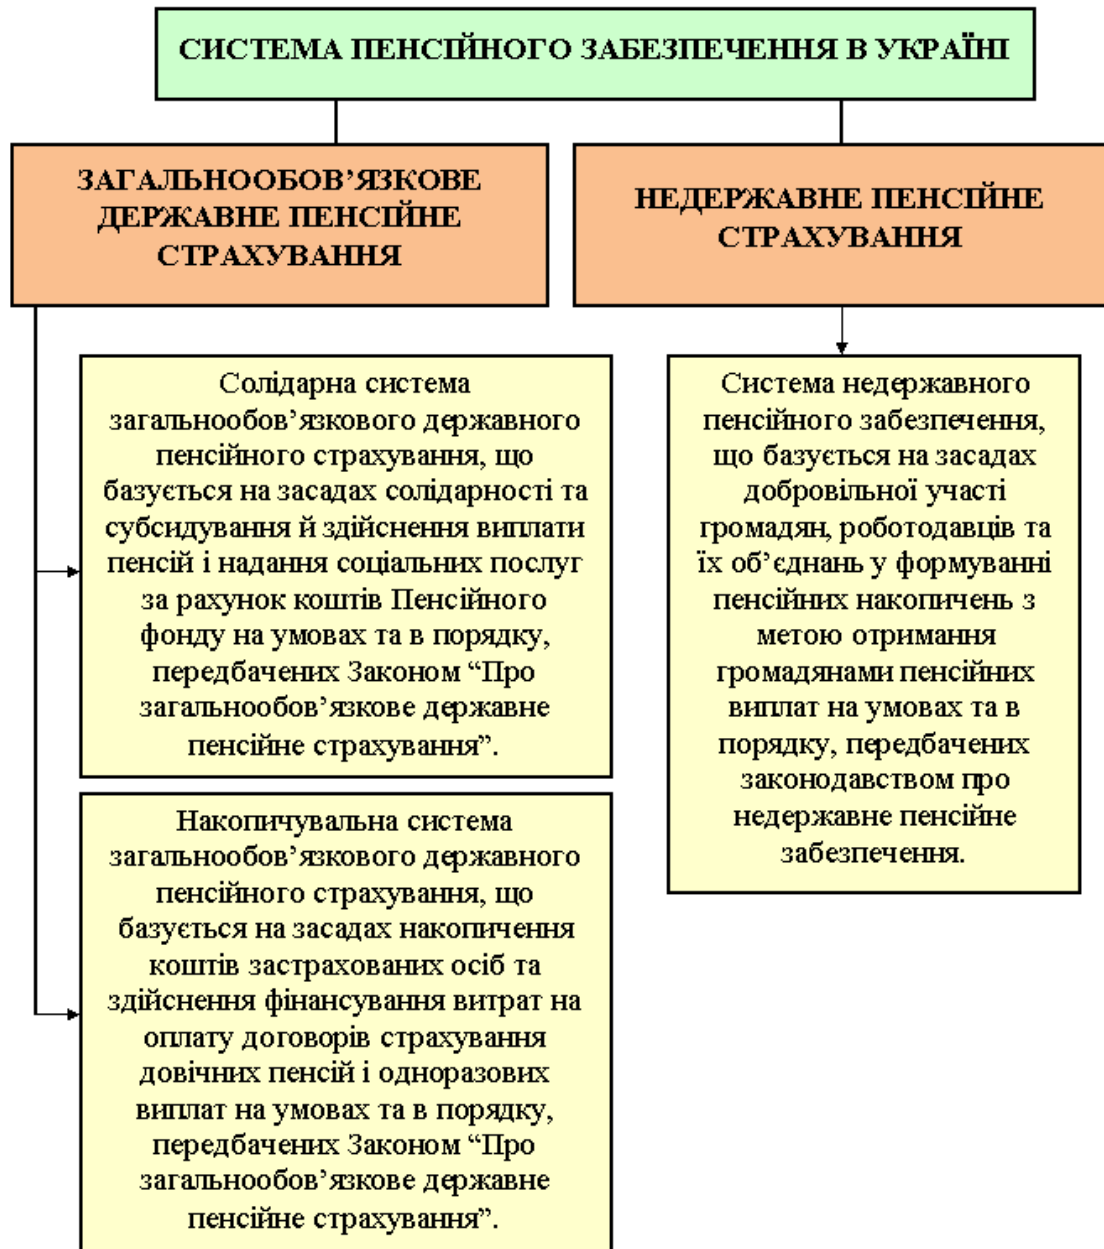 СИСТЕМА ПЕНСІЙНОГО ЗАБЕЗПЕЧЕННЯ В УКРАЇНІ
ЗАГАЛЬНООБОВ’ЯЗКОВЕ
ДЕРЖАВНЕ ПЕНСІЙНЕ
СТРАХУВАННЯ
НЕДЕРЖАВНЕ ПЕНСІЙНЕ
СТРАХУВАННЯ
Солідарна система
загальнообов’язкового державного
пенсійного страхування, що
базується на засадах солідарності та
субсидування й здійснення виплати
пенсій і надання соціальних послуг
за рахунок коштів Пенсійного
фонду на умовах та в порядку,
передбачених Законом “Про
загальнообов’язкове державне
пенсійне страхування”.
Система недержавного
пенсійного забезпечення,
що базується на засадах
добровільної участі
громадян, роботодавців та
їх об’єднань у формуванні
пенсійних накопичень з
метою отримання
громадянами пенсійних
виплат на умовах та в
порядку, передбачених
законодавством про
недержавне пенсійне
забезпечення.
Накопичувальна система
загальнообов’язкового державного
пенсійного страхування, що
базується на засадах накопичення
коштів застрахованих осіб та
здійснення фінансування витрат на
оплату договорів страхування
довічних пенсій і одноразових
виплат на умовах та в порядку,
передбачених Законом “Про
загальнообов’язкове державне
пенсійне страхування”.